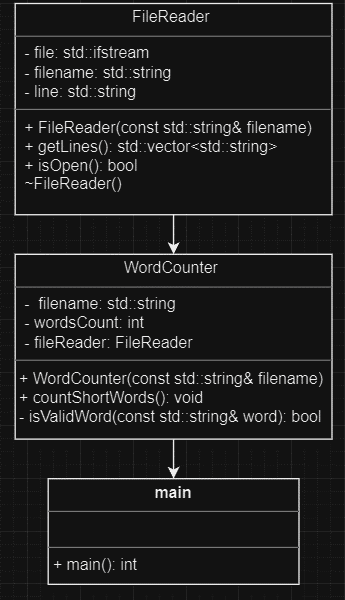 FileReader
- file: std::ifstream
- filename: std::string
- line: std::string
+ FileReader(const std::string& filename)
+ getLines(): std::vector<std::string>
+ isOpen(): bool
~FileReader()
WordCounter
-  filename: std::string
- wordsCount: int
- fileReader: FileReader
+ WordCounter(const std::string& filename)
+ countShortWords(): void
- isValidWord(const std::string& word): bool
main
+ main(): int